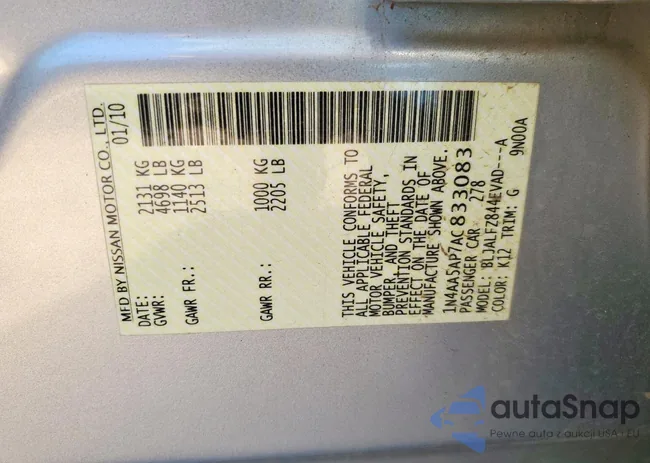 MFD BY NISSAN MOTOR CO., LTD.
DATE: 01/10
GVWR: 2131 KG
4698 LB
GAWR FR.: 1140 KG
2513 LB
GAWR RR.: 1000 KG
2205 LB
THIS VEHICLE CONFORMS TO
ALL APPLICABLE FEDERAL
MOTOR VEHICLE SAFETY,
BUMPER, AND THEFT
PREVENTION STANDARDS IN
EFFECT ON THE DATE OF
MANUFACTURE SHOWN ABOVE.
1N4AA5AP7AC833083
PASSENGER CAR 278
MODEL: BLJALFZ844EVAD---A
COLOR: K12 TRIM: G 9N00A
autaSnap
Pewne auta z aukcji USA i EU